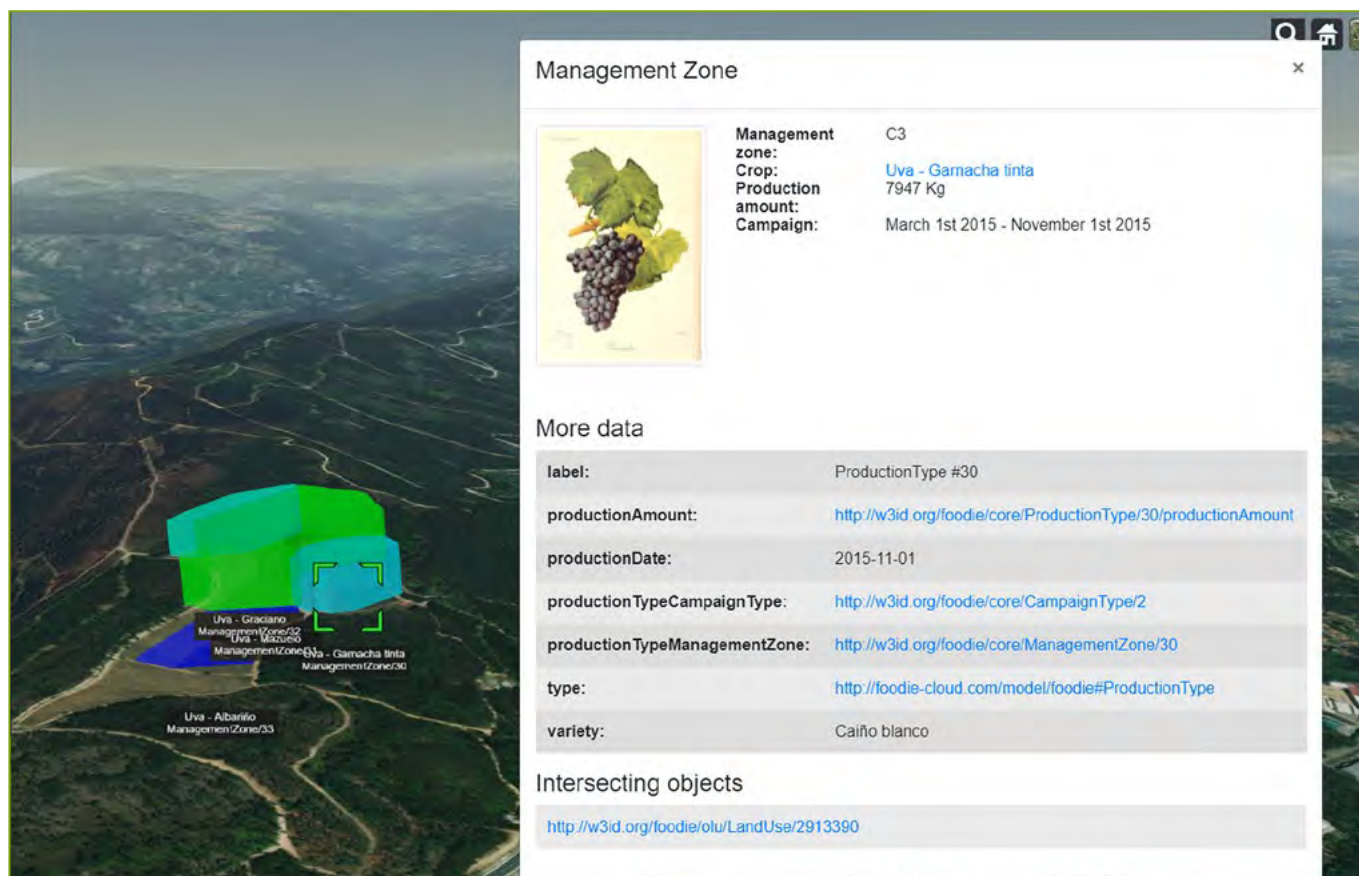 Management Zone
×
Management zone: C3
Crop: Uva - Garnacha tinta
Production amount: 7947 Kg
Campaign: March 1st 2015 - November 1st 2015
More data
label: ProductionType #30
productionAmount: http://w3id.org/foodie/core/ProductionType/30/productionAmount
productionDate: 2015-11-01
productionTypeCampaignType: http://w3id.org/foodie/core/CampaignType/2
productionTypeManagementZone: http://w3id.org/foodie/core/ManagementZone/30
type: http://foodie-cloud.com/model/foodie#ProductionType
variety: Caiño blanco
Intersecting objects
http://w3id.org/foodie/olu/LandUse/2913390
Uva - Graciano
ManagementZone/32
Uva - Mazuelo
Uva - Garnacha tinta
ManagementZone/30
Uva - Albariño
ManagementZone/33